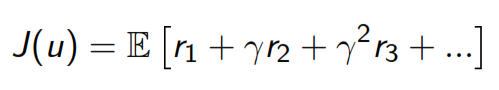 J(u) = 𝔼 [r₁ + γr₂ + γ²r₃ + ...]